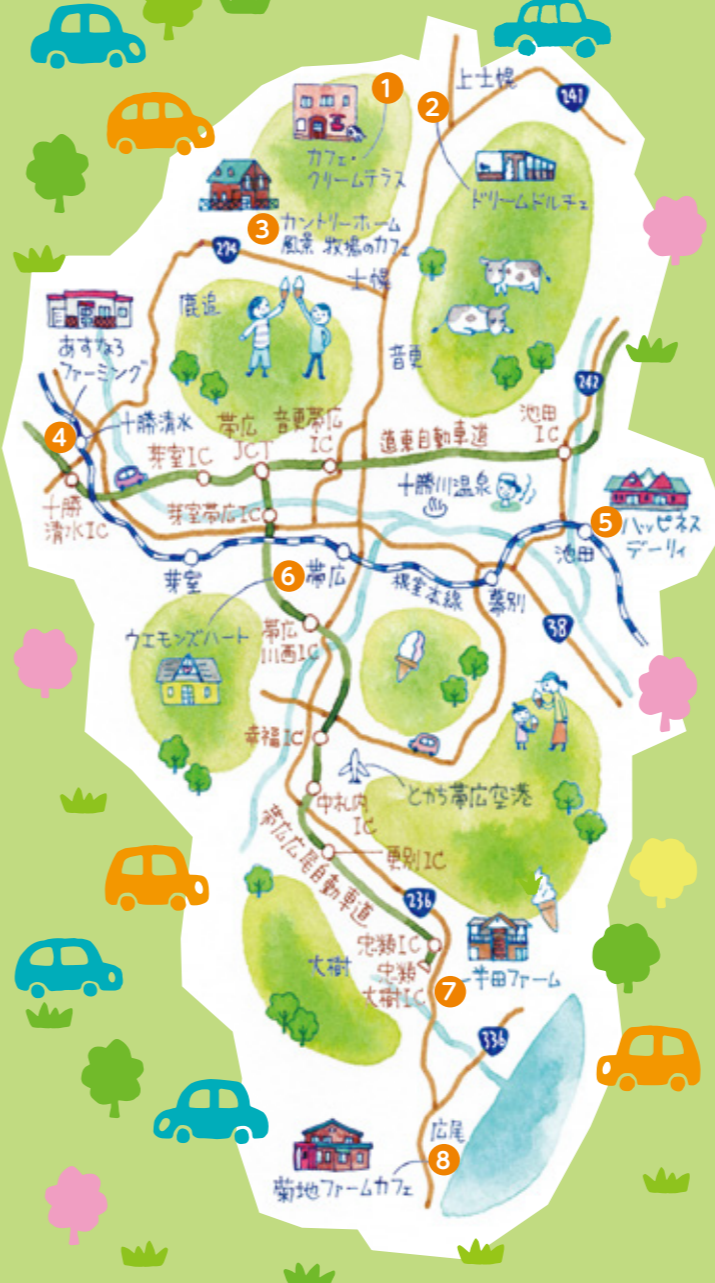 1
カフェ・
クリームテラス
2
上士幌
241
ドリームドルチェ
3
カントリーホーム
風景 牧場のカフェ
274
士幌
鹿追
音更
あすなろ
ファーミング
4
十勝清水
十勝
清水IC
芽室IC
帯広
JCT
音更帯広
IC
道東自動車道
池田
IC
242
芽室帯広IC
十勝川温泉
5
ハッピネス
デーリィ
池田
芽室
6
帯広
根室本線
幕別
38
ウエモンズハート
帯広
川西IC
幸福IC
とかち帯広空港
中札内
IC
更別IC
帯広広尾自動車道
236
忠類IC
忠類
大樹IC
大樹
7
半田ファーム
336
広尾
8
菊地ファームカフェ